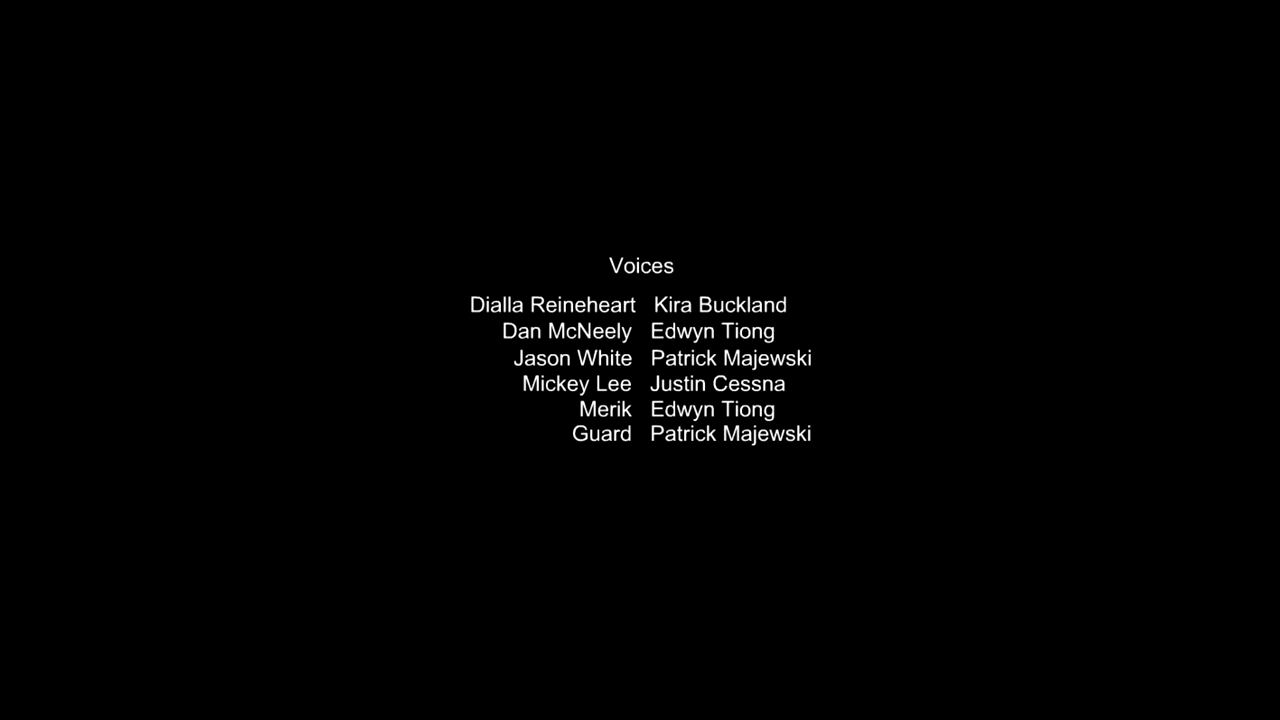 Voices
Dialla Reineheart Kira Buckland
Dan McNeely Edwyn Tiong
Jason White Patrick Majewski
Mickey Lee Justin Cessna
Merik Edwyn Tiong
Guard Patrick Majewski